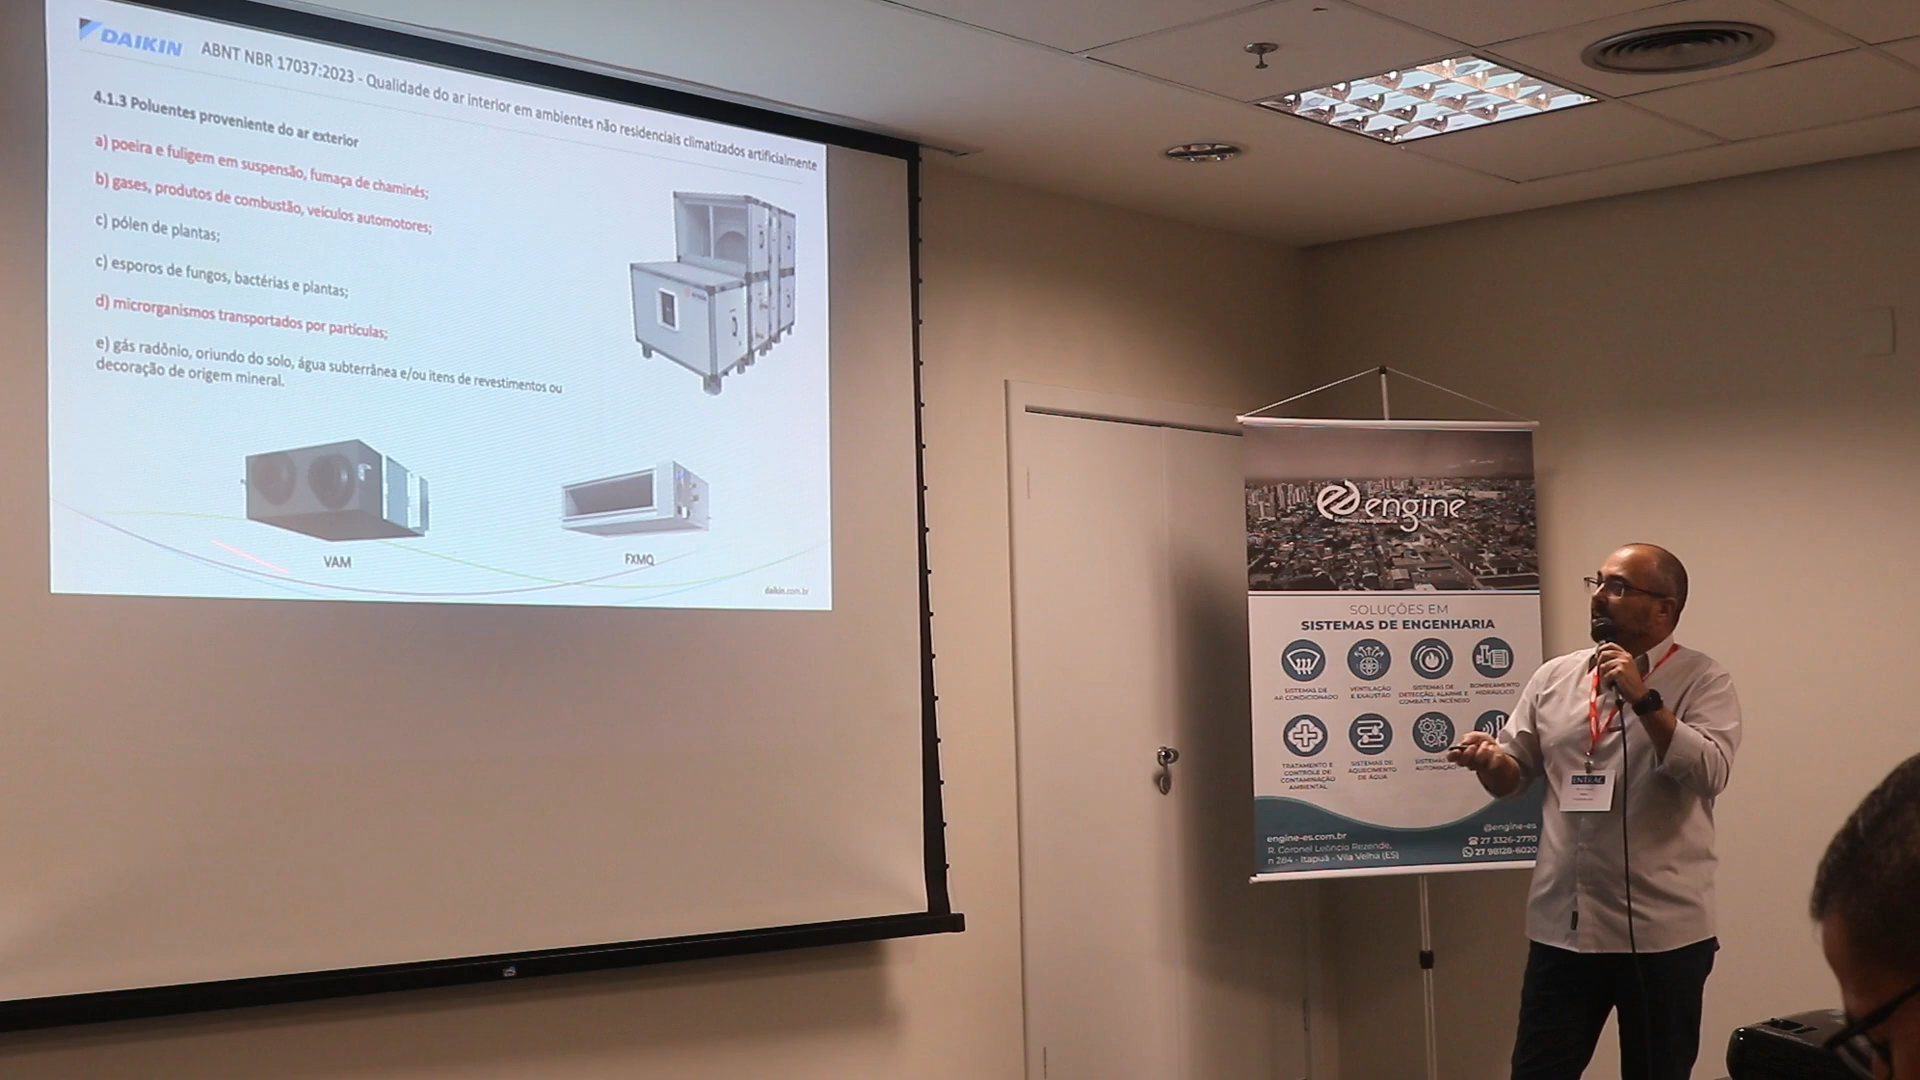 DAIKIN
ABNT NBR 17037:2023 - Qualidade do ar interior em ambientes não residenciais climatizados artificialmente
4.1.3 Poluentes proveniente do ar exterior
a) poeira e fuligem em suspensão, fumaça de chaminés;
b) gases, produtos de combustão, veículos automotores;
c) pólen de plantas;
c) esporos de fungos, bactérias e plantas;
d) microrganismos transportados por partículas;
e) gás radônio, oriundo do solo, água subterrânea e/ou itens de revestimentos ou
decoração de origem mineral.
VAM
FXMQ
daikin.com.br
engine
SOLUÇÕES EM
SISTEMAS DE ENGENHARIA
SISTEMAS DE
AR CONDICIONADO
VENTILAÇÃO
E EXAUSTÃO
SISTEMAS DE
DETECÇÃO, ALARME E
COMBATE À INCÊNDIO
BOMBEAMENTO
HIDRÁULICO
TRATAMENTO E
CONTROLE DE
CONTAMINAÇÃO
AMBIENTAL
SISTEMAS DE
AQUECIMENTO
DE ÁGUA
SISTEMAS
AUTOMAÇÃO
engine-es.com.br
R. Coronel Leôncio Rezende,
n 284 - Itapuã - Vila Velha (ES)
@engine-es
27 3326-2770
27 98128-6020